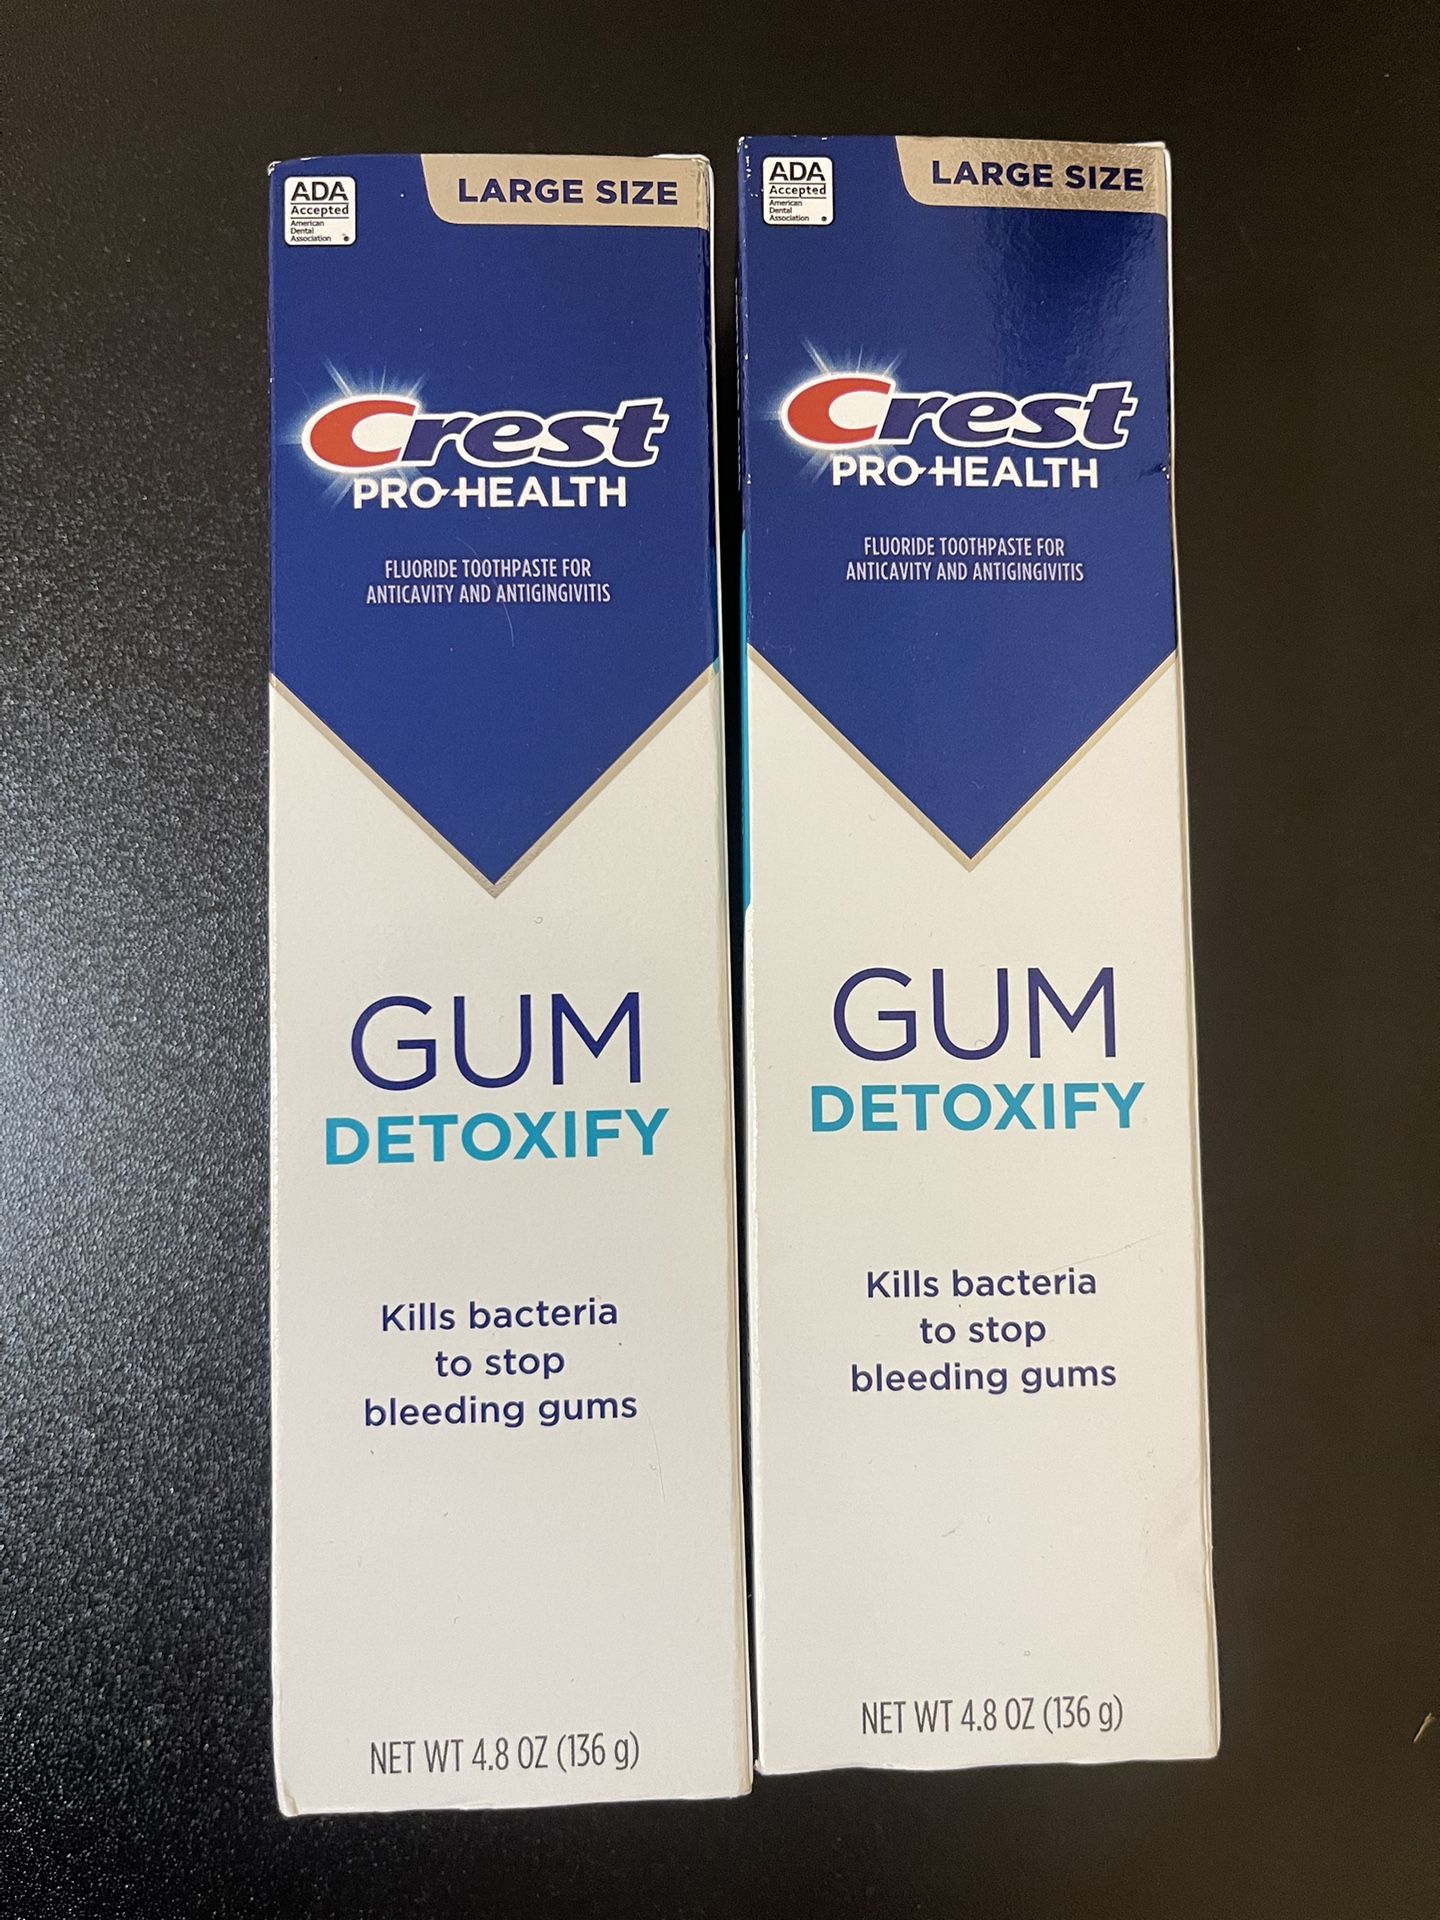 ADA
Accepted
American
Dental
Association
LARGE SIZE
Crest
PRO-HEALTH
FLUORIDE TOOTHPASTE FOR
ANTICAVITY AND ANTIGINGIVITIS
GUM
DETOXIFY
Kills bacteria
to stop
bleeding gums
NET WT 4.8 OZ (136 g)
ADA
Accepted
American
Dental
Association
LARGE SIZE
Crest
PRO-HEALTH
FLUORIDE TOOTHPASTE FOR
ANTICAVITY AND ANTIGINGIVITIS
GUM
DETOXIFY
Kills bacteria
to stop
bleeding gums
NET WT 4.8 OZ (136 g)